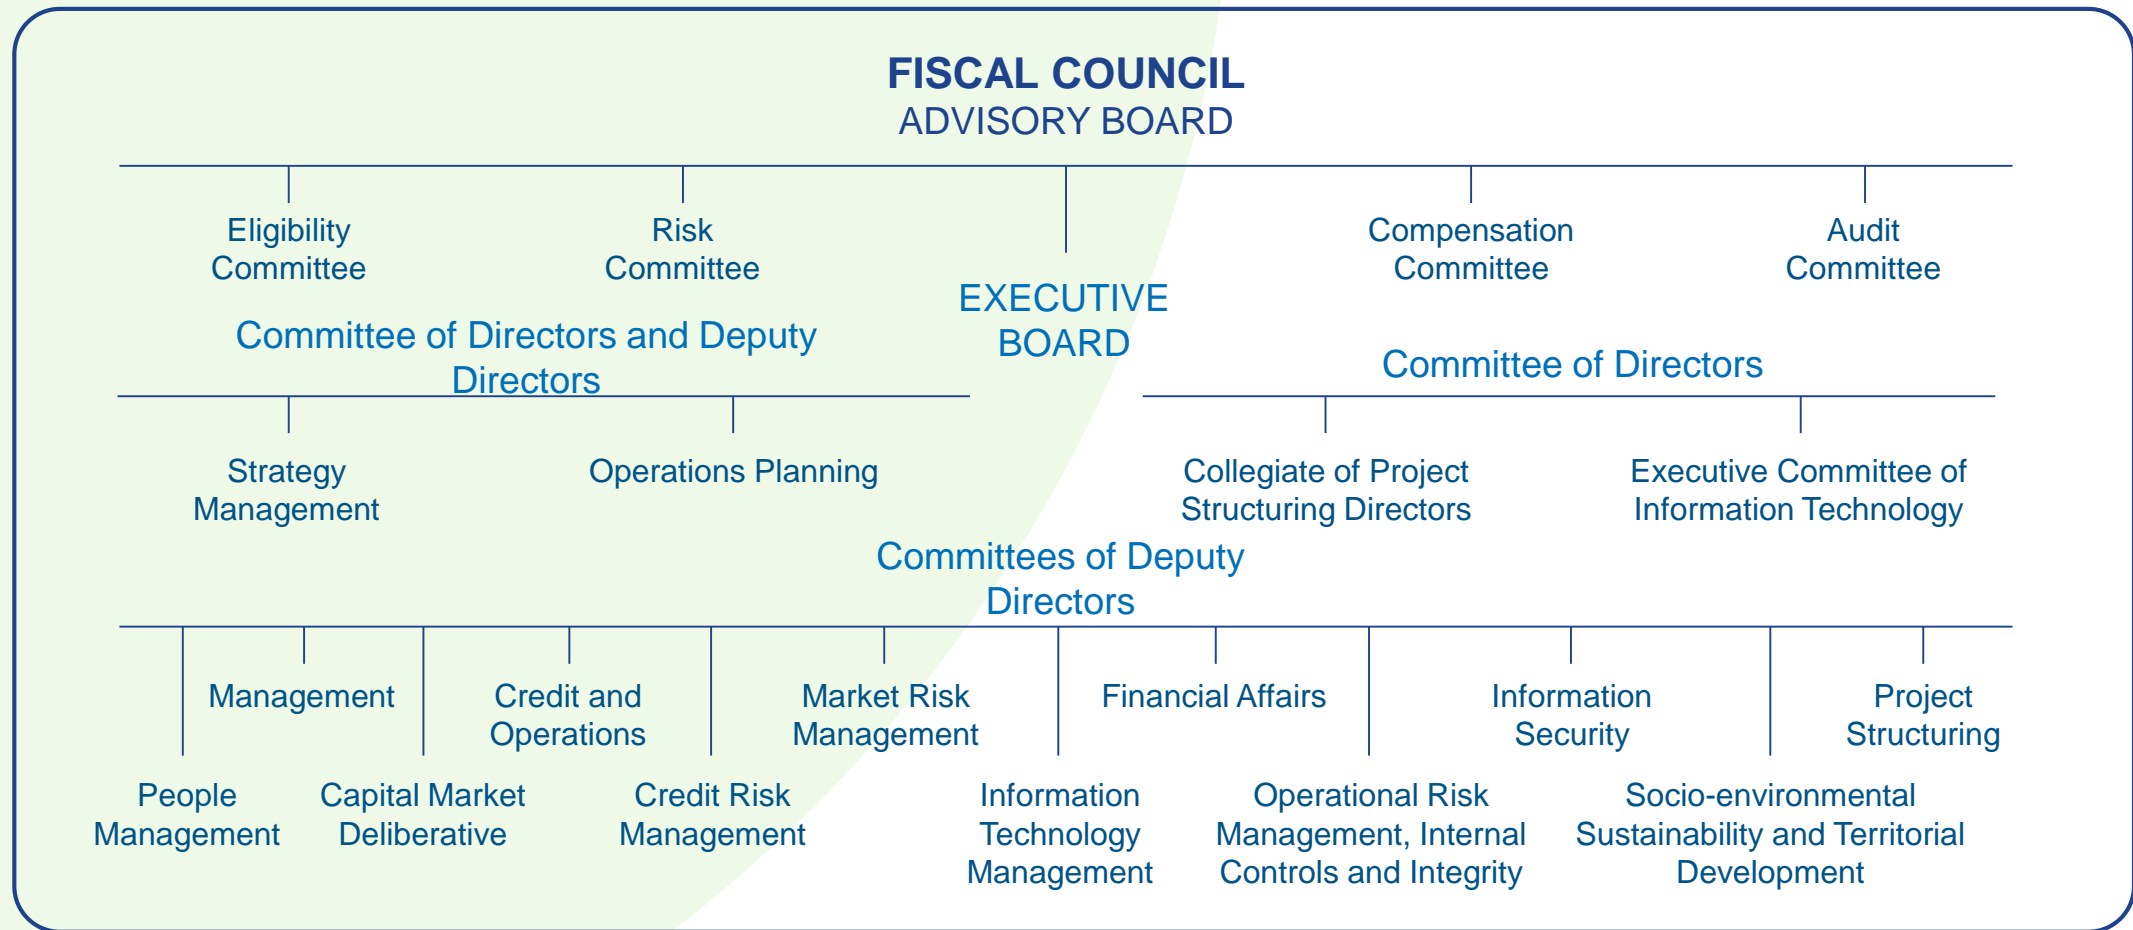 FISCAL COUNCIL
ADVISORY BOARD
Eligibility
Committee
Risk
Committee
Compensation
Committee
Audit
Committee
EXECUTIVE
BOARD
Committee of Directors and Deputy
Directors
Committee of Directors
Strategy
Management
Operations Planning
Collegiate of Project
Structuring Directors
Executive Committee of
Information Technology
Committees of Deputy
Directors
Management
Credit and
Operations
Market Risk
Management
Financial Affairs
Information
Security
Project
Structuring
People
Management
Capital Market
Deliberative
Credit Risk
Management
Information
Technology
Management
Operational Risk
Management, Internal
Controls and Integrity
Socio-environmental
Sustainability and Territorial
Development